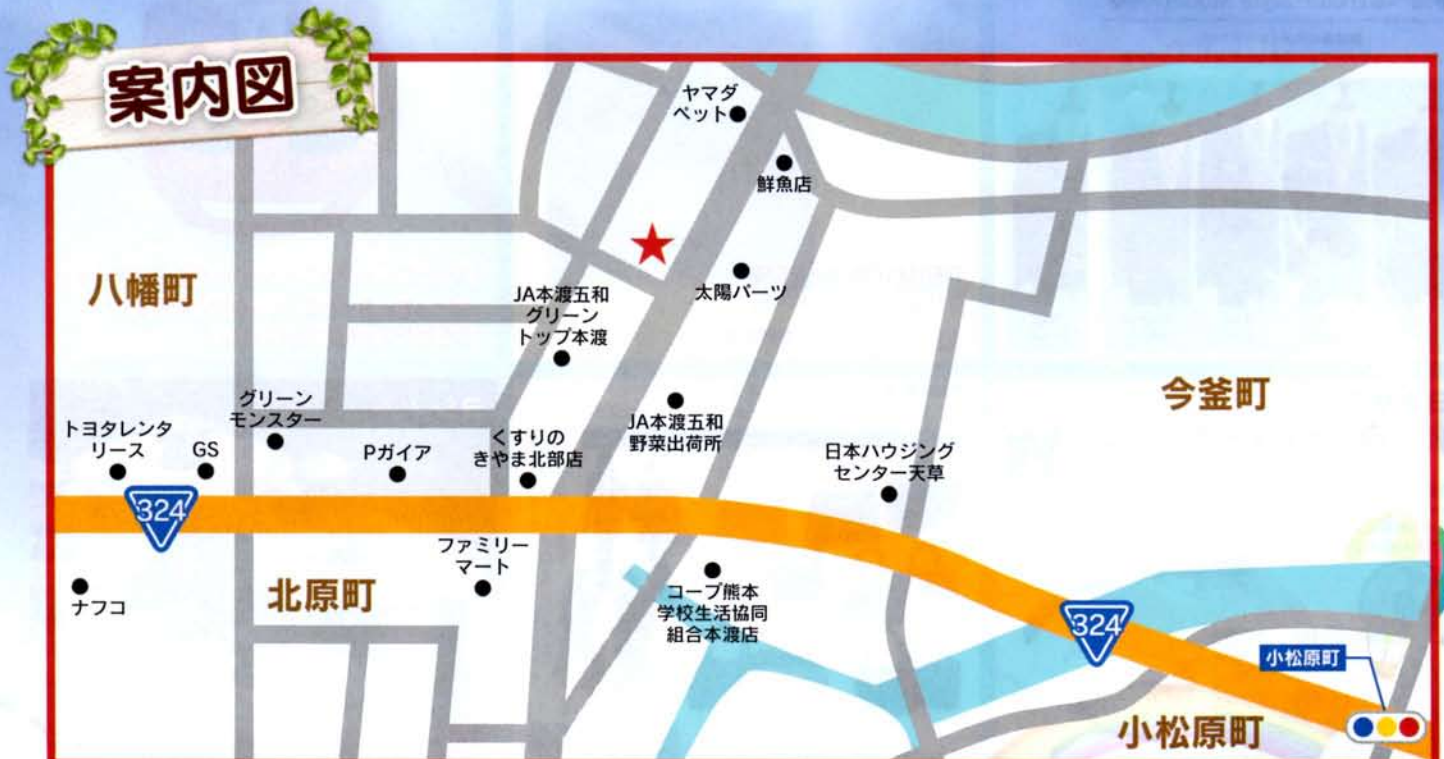 案内図
ヤマダ
ペット
鮮魚店
八幡町
太陽パーツ
JA本渡五和
グリーン
トップ本渡
今釜町
グリーン
モンスター
トヨタレンタ
リース
GS
Pガイア
くすりの
きやま北部店
JA本渡五和
野菜出荷所
日本ハウジング
センター天草
324
ファミリー
マート
北原町
ナフコ
コープ熊本
学校生活協同
組合本渡店
324
小松原町
小松原町